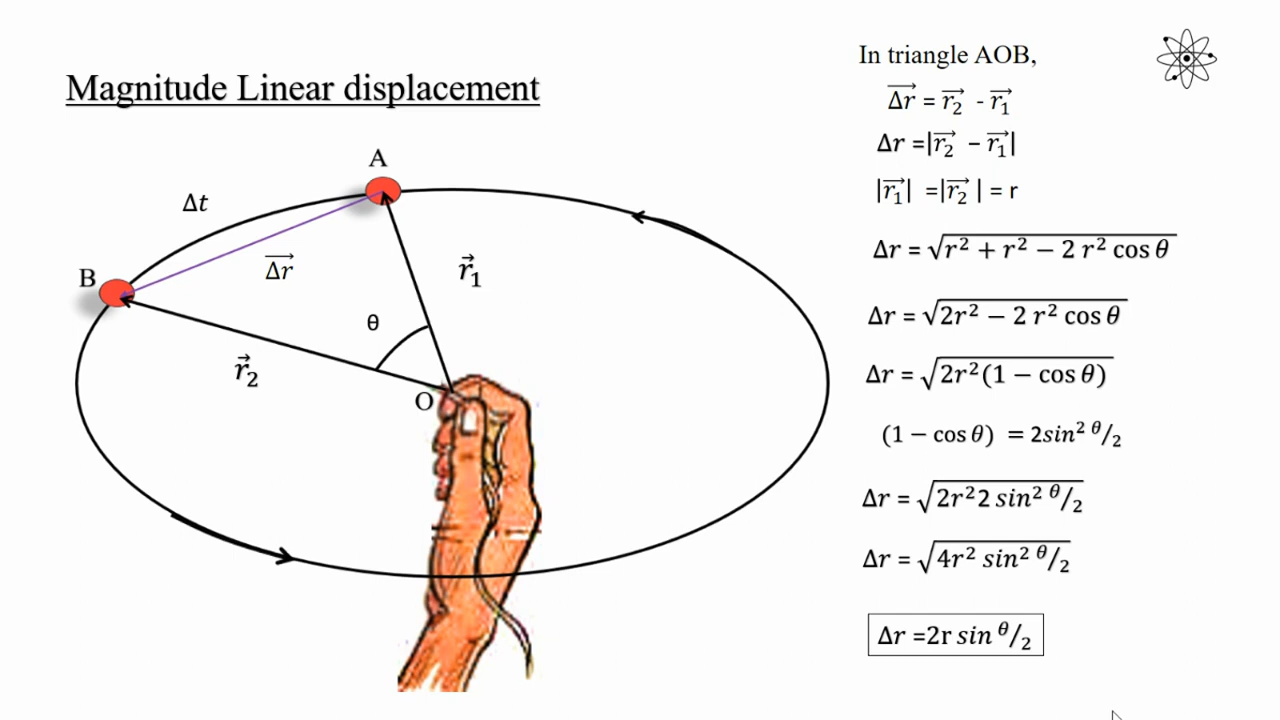 Magnitude Linear displacement
A
Δt
B
Δr⃗
r⃗₁
θ
r⃗₂
O
In triangle AOB,
Δr⃗ = r⃗₂ - r⃗₁
Δr =|r⃗₂ − r⃗₁|
|r⃗₁| =|r⃗₂ | = r
Δr = √(r² + r² − 2 r² cos θ)
Δr = √(2r² − 2 r² cos θ)
Δr = √(2r²(1 − cos θ))
(1 − cos θ) = 2sin² θ/2
Δr = √(2r²2 sin² θ/2)
Δr = √(4r² sin² θ/2)
Δr =2r sin θ/2